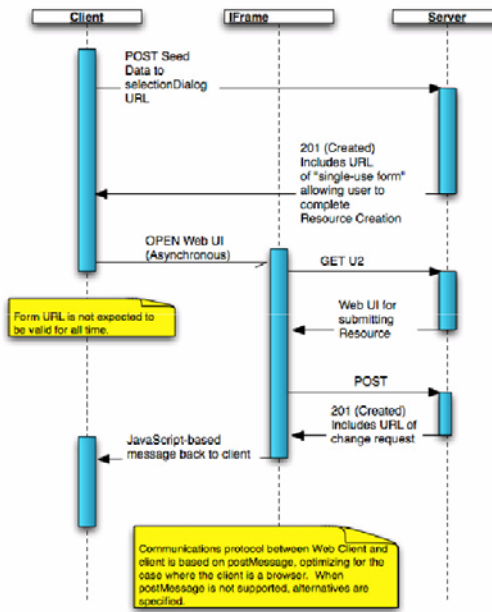 Client
IFrame
Server
POST Seed
Data to
selectionDialog
URL
201 (Created)
Includes URL
of "single-use form"
allowing user to
complete
Resource Creation
OPEN Web UI
(Asynchronous)
GET U2
Form URL is not expected to
be valid for all time.
Web UI for
submitting
Resource
POST
201 (Created)
Includes URL of
change request
JavaScript-based
message back to client
Communications protocol between Web Client and
client is based on postMessage, optimizing for the
case where the client is a browser. When
postMessage is not supported, alternatives are
specified.